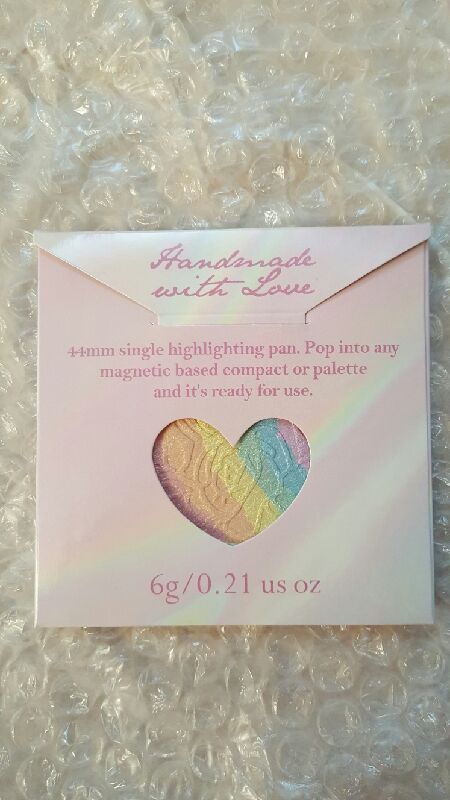 Handmade
with Love
44mm single highlighting pan. Pop into any
magnetic based compact or palette
and it's ready for use.
6g/0.21 us oz